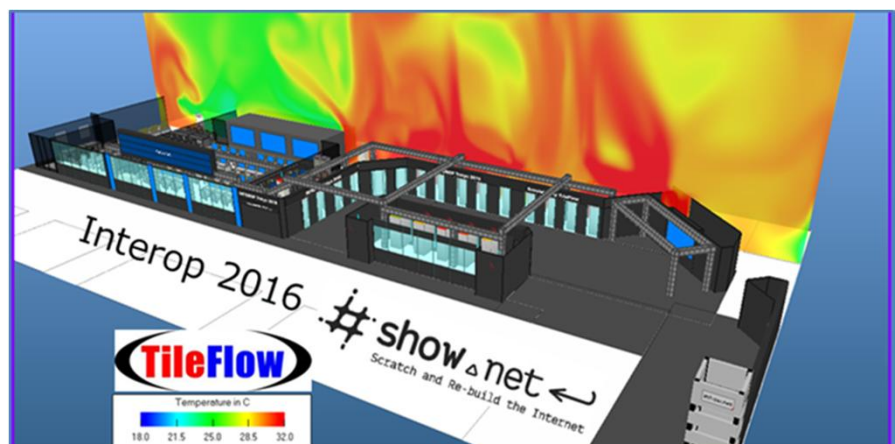 Interop 2016
show net
Scratch and Re-build the Internet
TileFlow
Temperature in C
18.0 21.5 25.0 28.5 32.0